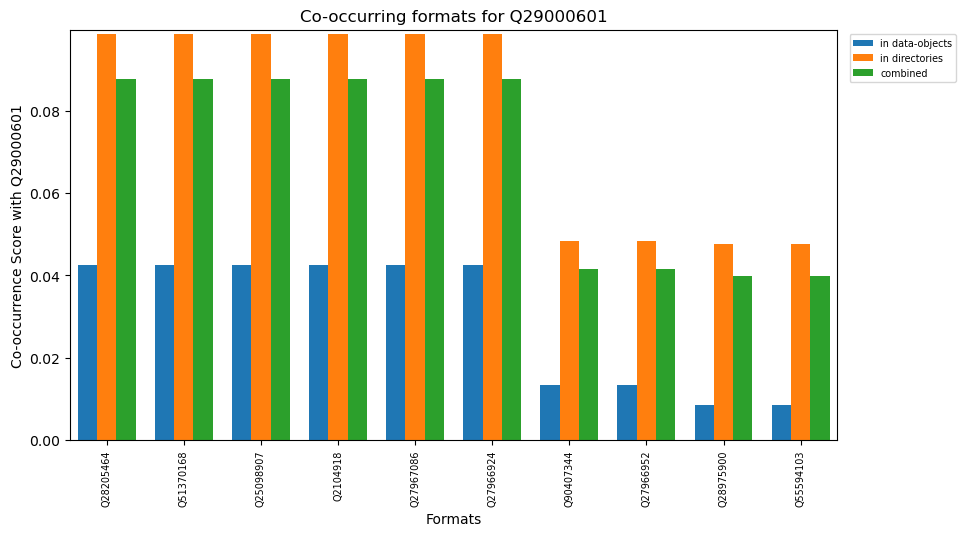 Co-occurring formats for Q29000601
in data-objects
in directories
combined
Co-occurrence Score with Q29000601
0.08
0.06
0.04
0.02
0.00
Q28205464
Q51370168
Q25098907
Q2104918
Q27967086
Q27966924
Q90407344
Q27966952
Q28975900
Q55594103
Formats